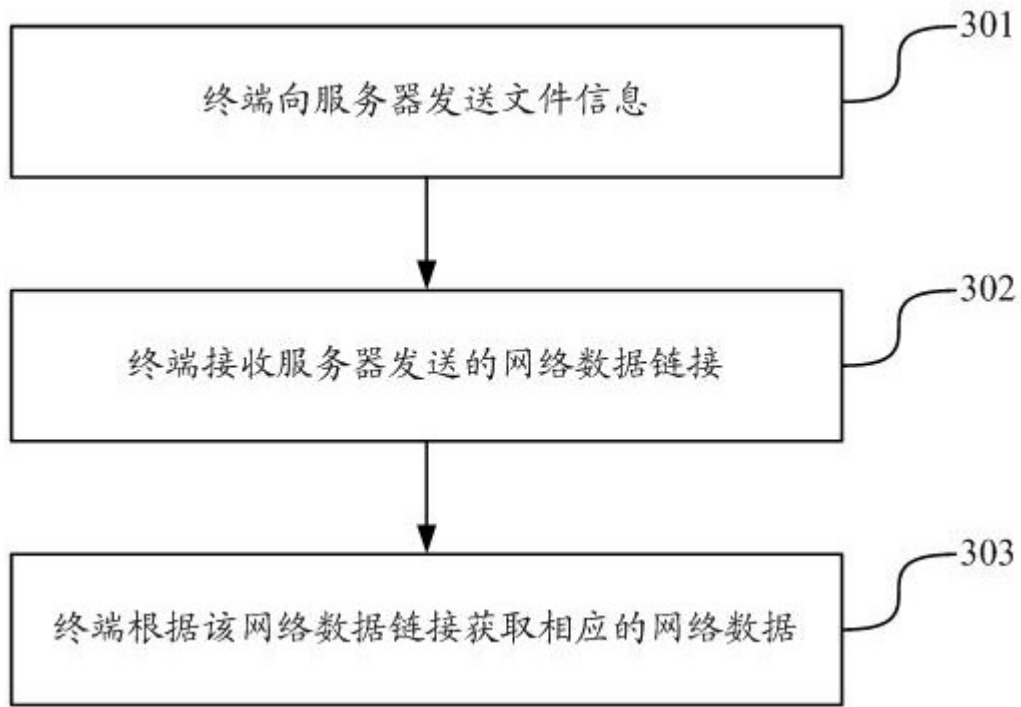 301
终端向服务器发送文件信息
302
终端接收服务器发送的网络数据链接
303
终端根据该网络数据链接获取相应的网络数据